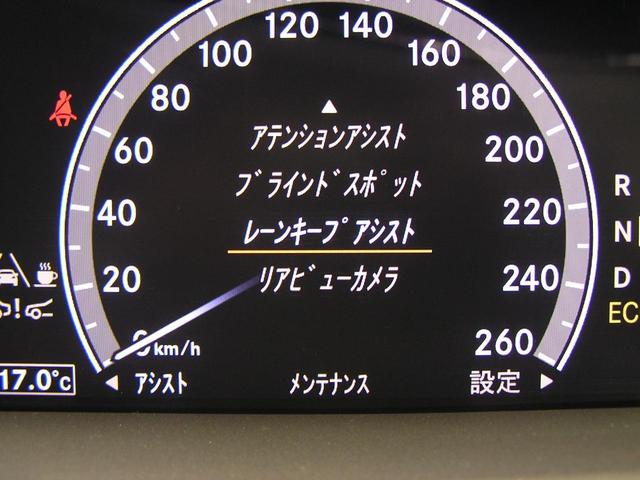 120 140
100 160
80 180
▲
アテンションアシスト
60 200
ブラインドスポット
R
40 220
レーンキープアシスト
N
20 240
リアビューカメラ
D
EC
260
km/h
17.0℃
◀ アシスト メンテナンス 設定 ▶